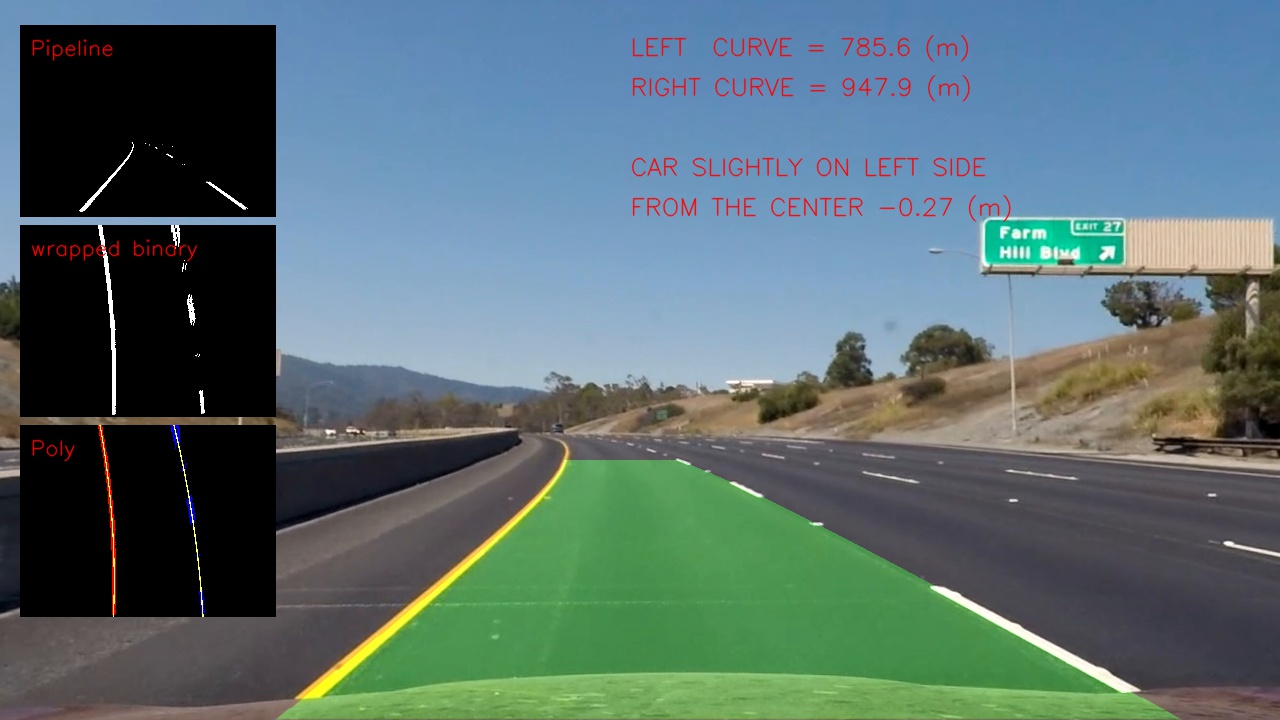 Pipeline
wrapped binary
Poly
LEFT CURVE = 785.6 (m)
RIGHT CURVE = 947.9 (m)
CAR SLIGHTLY ON LEFT SIDE
FROM THE CENTER -0.27 (m)
EXIT 27
Farm
Hill Blvd